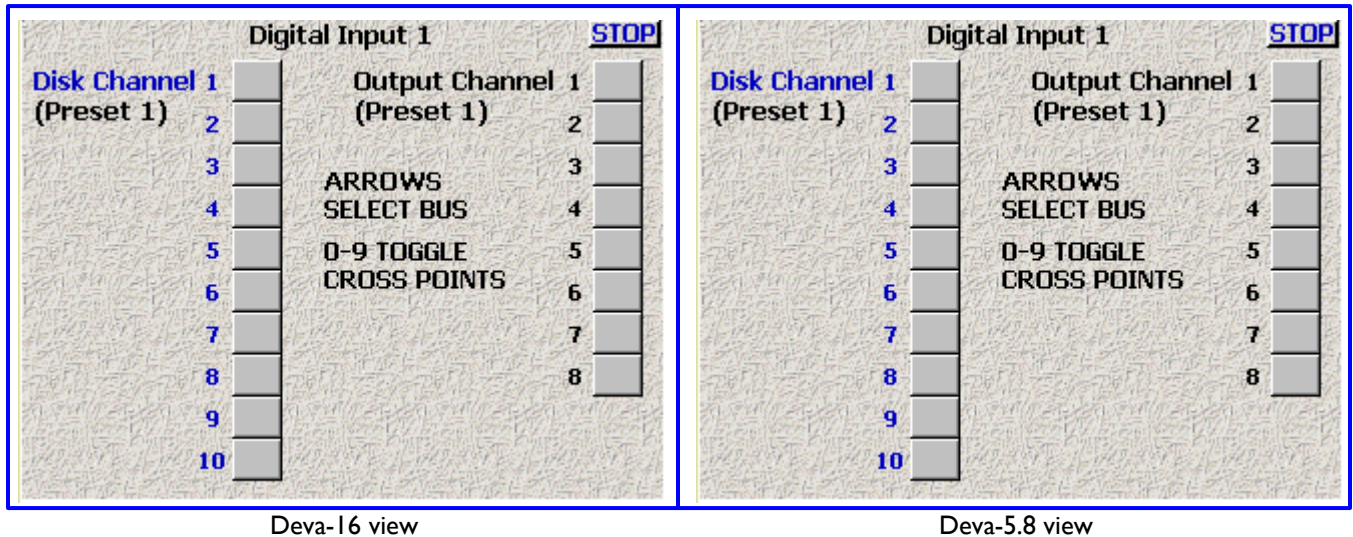 Digital Input 1 STOP
Disk Channel 1 Output Channel 1
(Preset 1) (Preset 1)
2 2
3 3
ARROWS
SELECT BUS
4 4
0-9 TOGGLE
5 5
CROSS POINTS
6 6
7 7
8 8
9
10
Deva-16 view
Digital Input 1 STOP
Disk Channel 1 Output Channel 1
(Preset 1) (Preset 1)
2 2
3 3
ARROWS
SELECT BUS
4 4
0-9 TOGGLE
5 5
CROSS POINTS
6 6
7 7
8 8
9
10
Deva-5.8 view